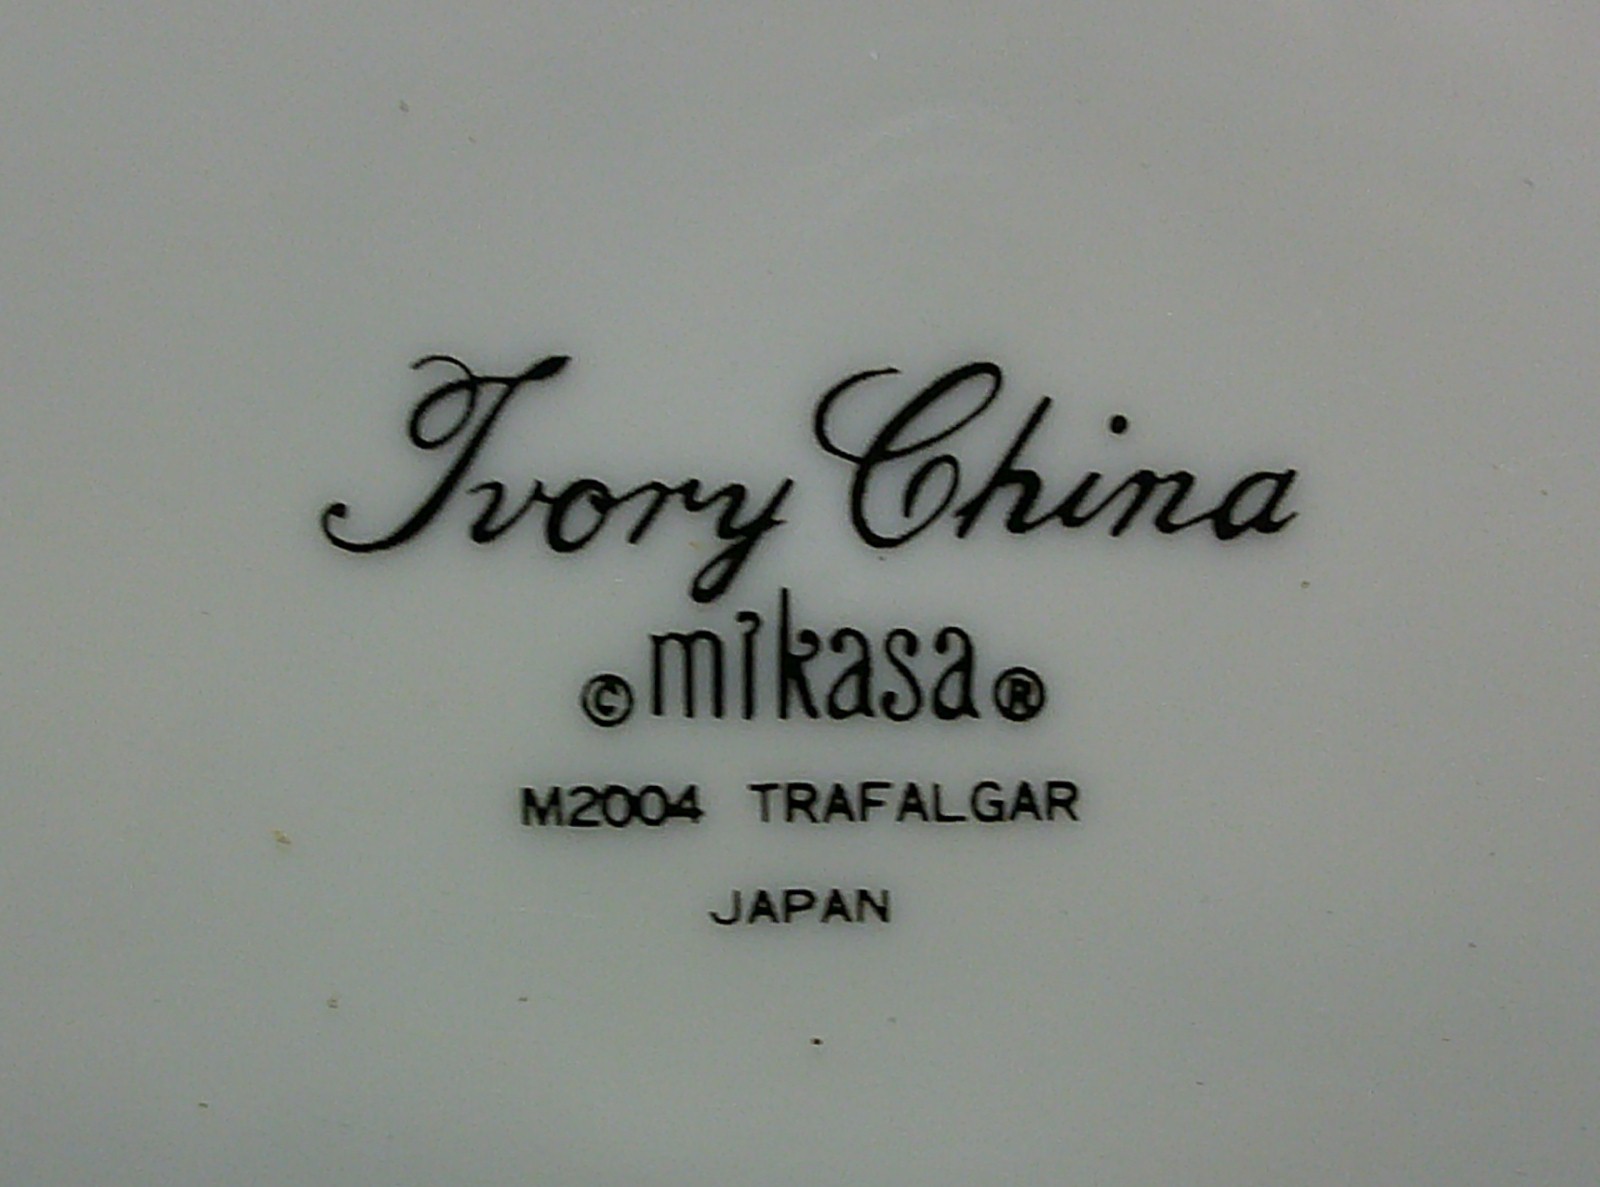 Ivory China
© mikasa ®
M2004 TRAFALGAR
JAPAN